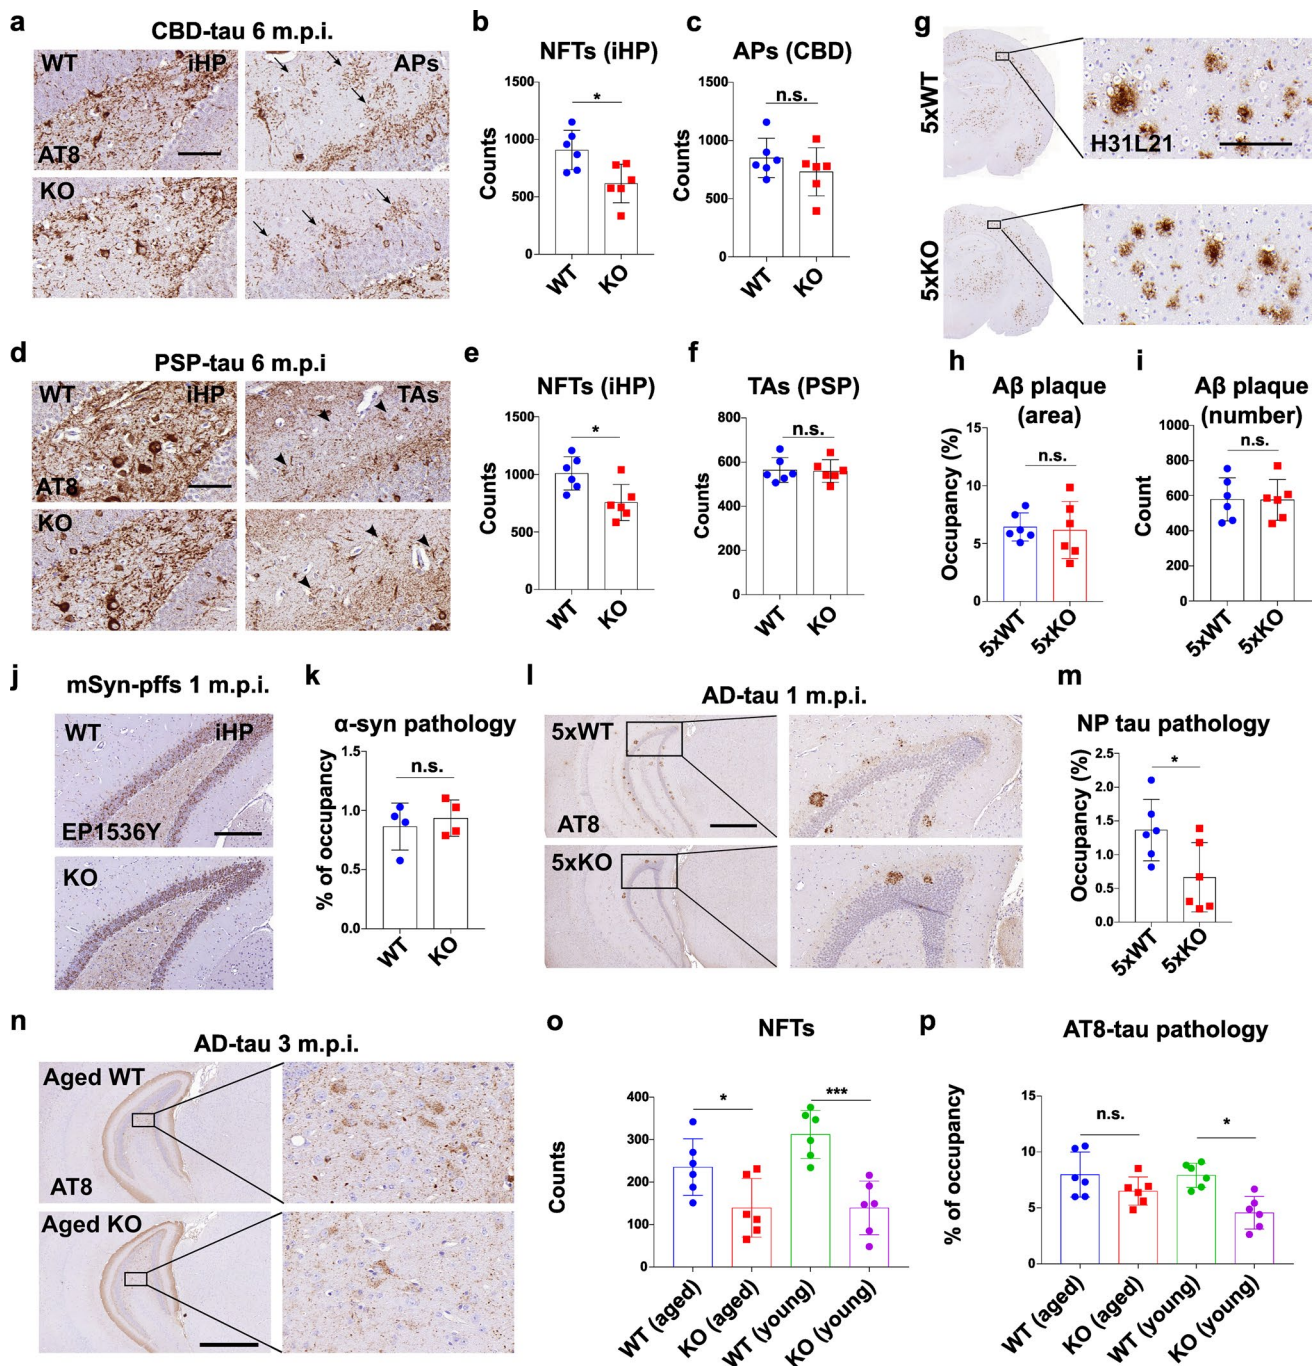 a
CBD-tau 6 m.p.i.
WT
iHP
AT8
APs
KO
b
NFTs (iHP)
Counts
1500
1000
500
0
*
WT
KO
c
APs (CBD)
Counts
1500
1000
500
0
n.s.
WT
KO
g
5xWT
H31L21
5xKO
d
PSP-tau 6 m.p.i
WT
iHP
AT8
TAs
KO
e
NFTs (iHP)
Counts
1500
1000
500
0
*
WT
KO
f
TAs (PSP)
Counts
800
600
400
200
0
n.s.
WT
KO
h
Aβ plaque
(area)
Occupancy (%)
15
10
5
0
n.s.
5xWT
5xKO
i
Aβ plaque
(number)
Count
1000
800
600
400
200
0
n.s.
5xWT
5xKO
j
mSyn-pffs 1 m.p.i.
WT
iHP
EP1536Y
KO
k
α-syn pathology
% of occupancy
1.5
1.0
0.5
0.0
n.s.
WT
KO
l
AD-tau 1 m.p.i.
5xWT
AT8
5xKO
m
NP tau pathology
Occupancy (%)
2.5
2.0
1.5
1.0
0.5
0.0
*
5xWT
5xKO
n
AD-tau 3 m.p.i.
Aged WT
AT8
Aged KO
o
NFTs
Counts
400
300
200
100
0
*
***
WT (aged)
KO (aged)
WT (young)
KO (young)
p
AT8-tau pathology
% of occupancy
15
10
5
0
n.s.
*
WT (aged)
KO (aged)
WT (young)
KO (young)